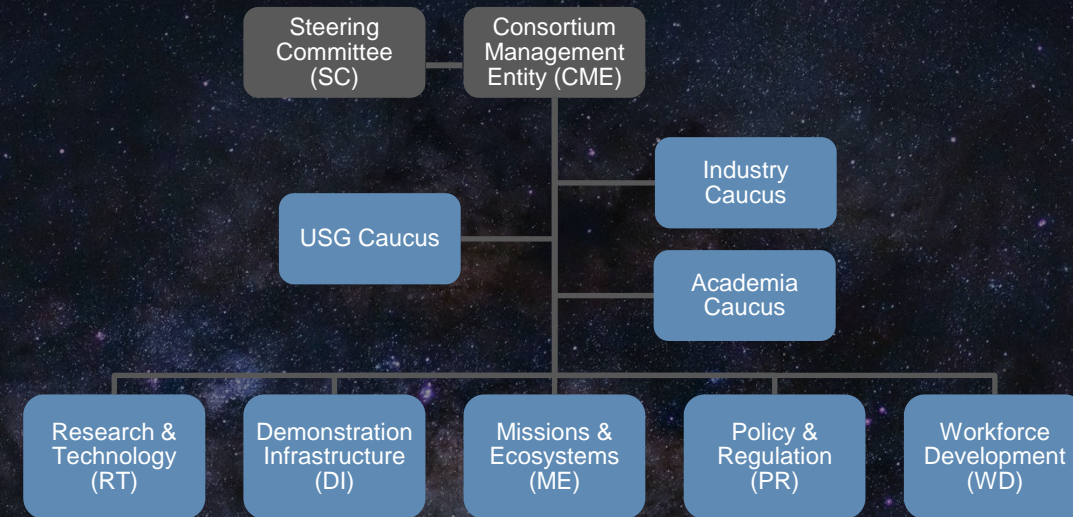 Steering
Committee
(SC)
Consortium
Management
Entity (CME)
Industry
Caucus
USG Caucus
Academia
Caucus
Research &
Technology
(RT)
Demonstration
Infrastructure
(DI)
Missions &
Ecosystems
(ME)
Policy &
Regulation
(PR)
Workforce
Development
(WD)